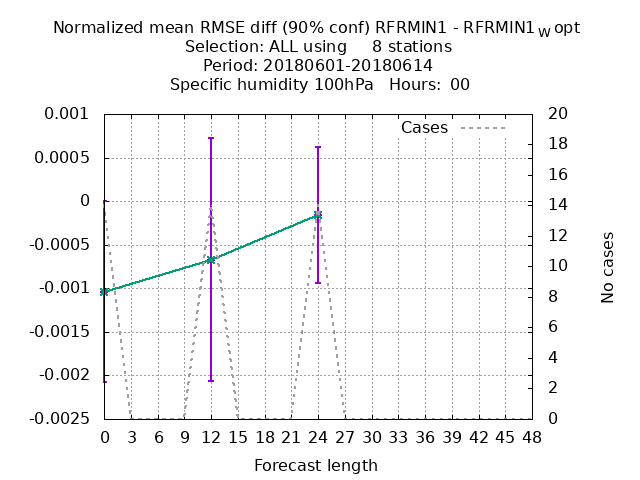 Normalized mean RMSE diff (90% conf) RFRMIN1 - RFRMIN1wopt
Selection: ALL using 8 stations
Period: 20180601-20180614
Specific humidity 100hPa Hours: 00
Cases
0.001
0.0005
0
-0.0005
-0.001
-0.0015
-0.002
-0.0025
20
18
16
14
12
10
8
6
4
2
0
No cases
0 3 6 9 12 15 18 21 24 27 30 33 36 39 42 45 48
Forecast length